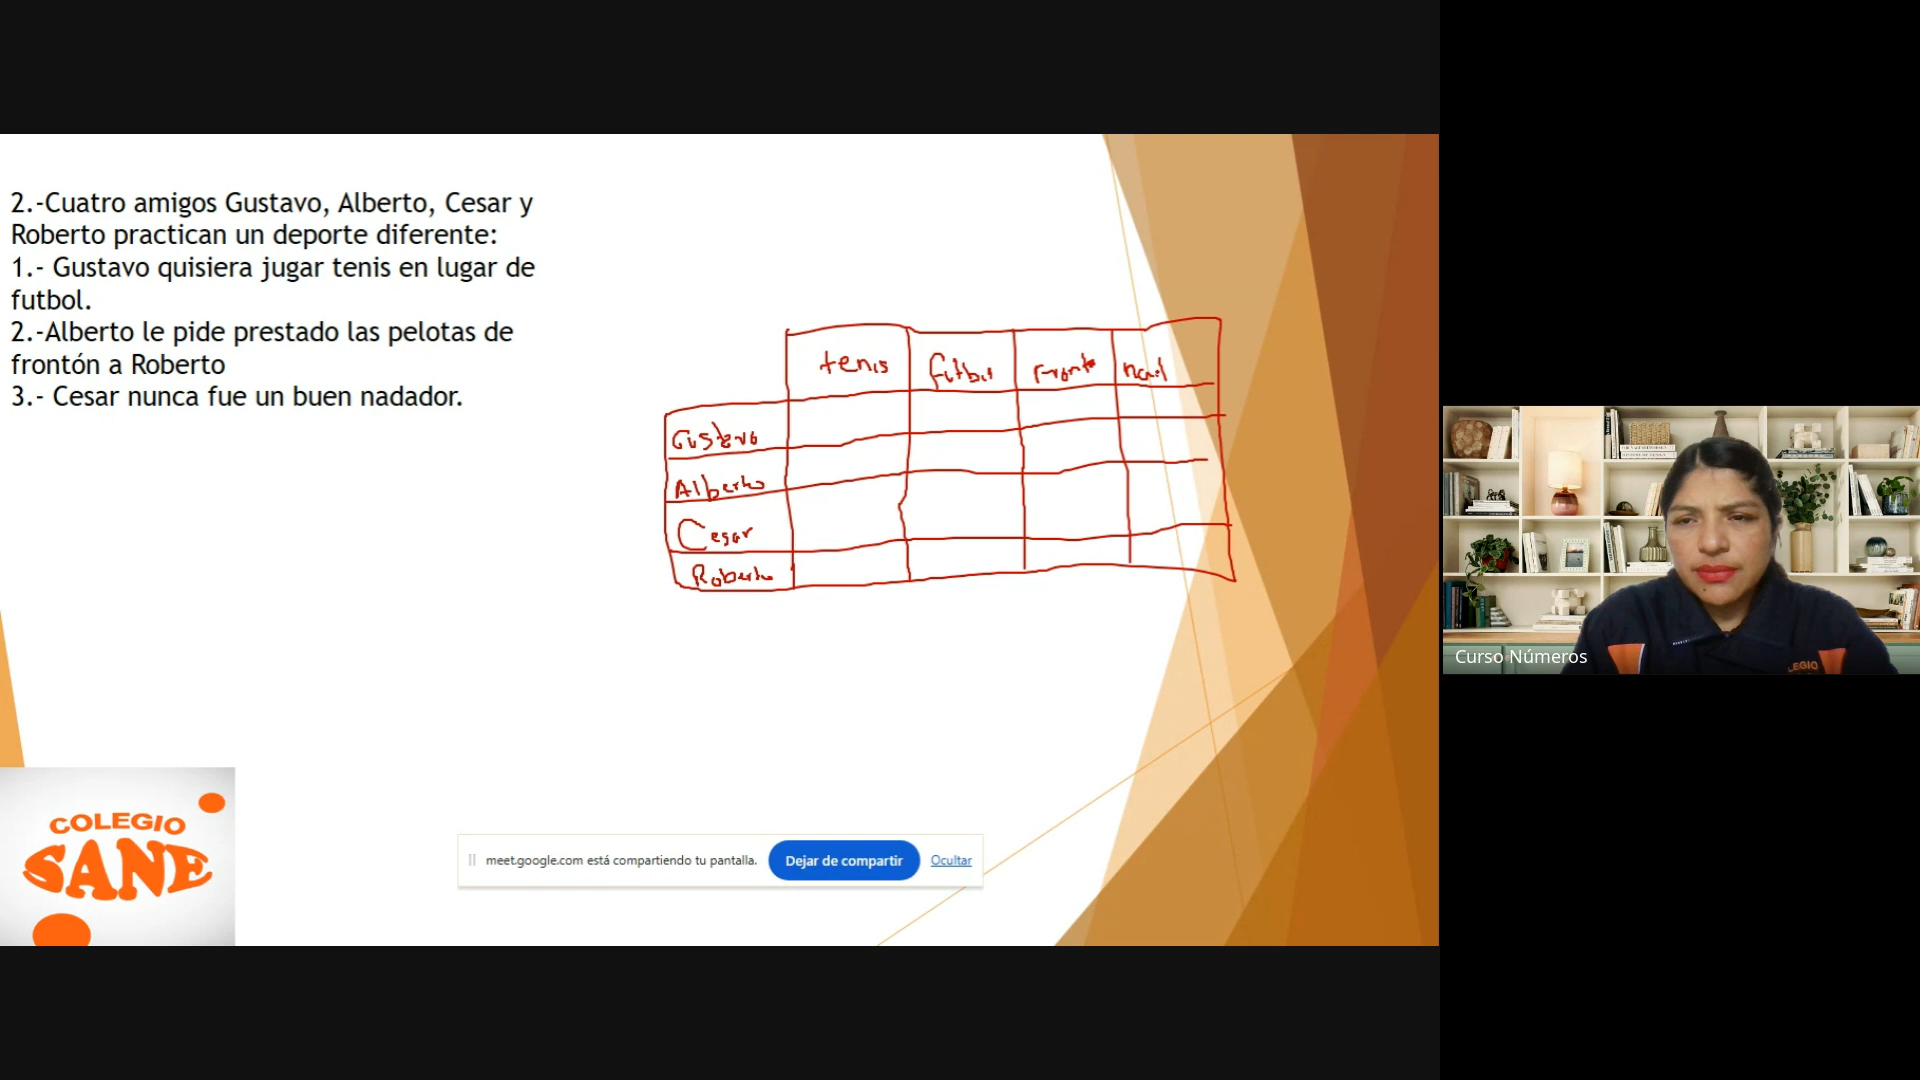 2.-Cuatro amigos Gustavo, Alberto, Cesar y
Roberto practican un deporte diferente:
1.- Gustavo quisiera jugar tenis en lugar de
futbol.
2.-Alberto le pide prestado las pelotas de
frontón a Roberto
3.- Cesar nunca fue un buen nadador.
tenis futbol Front nad
Gustavo
Alberto
Cesar
Roberto
COLEGIO
SANE
meet.google.com está compartiendo tu pantalla. Dejar de compartir Ocultar
Curso Números
LEGIO